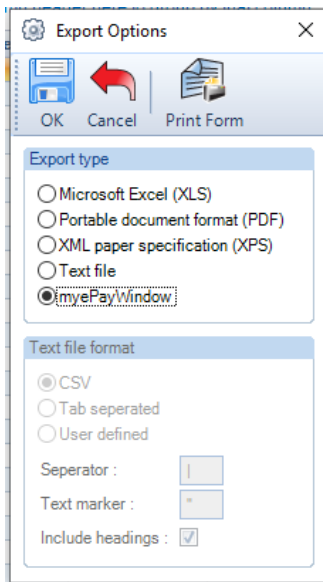 Export Options
OK Cancel Print Form
Export type
Microsoft Excel (XLS)
Portable document format (PDF)
XML paper specification (XPS)
Text file
myePayWindow
Text file format
CSV
Tab seperated
User defined
Seperator : |
Text marker : "
Include headings :